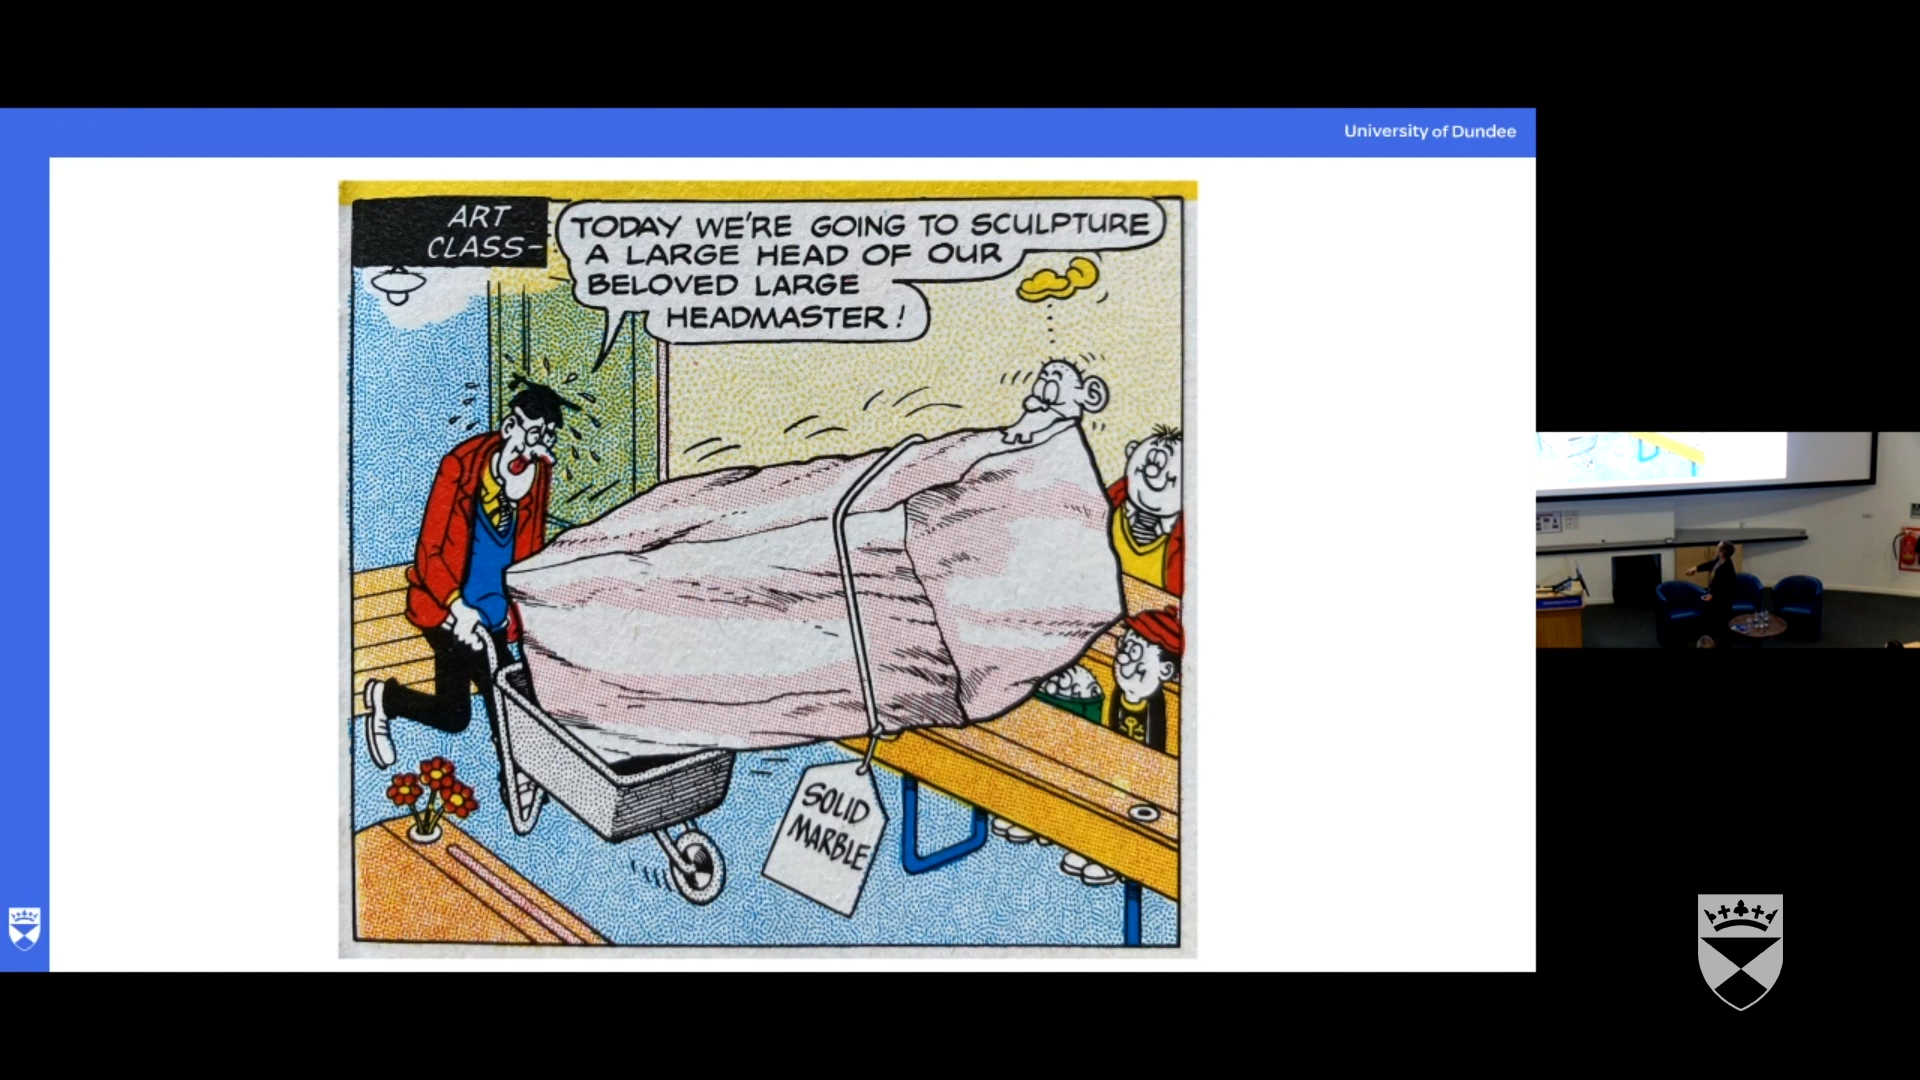 University of Dundee
ART
CLASS-
TODAY WE'RE GOING TO SCULPTURE
A LARGE HEAD OF OUR
BELOVED LARGE
HEADMASTER!
SOLID
MARBLE